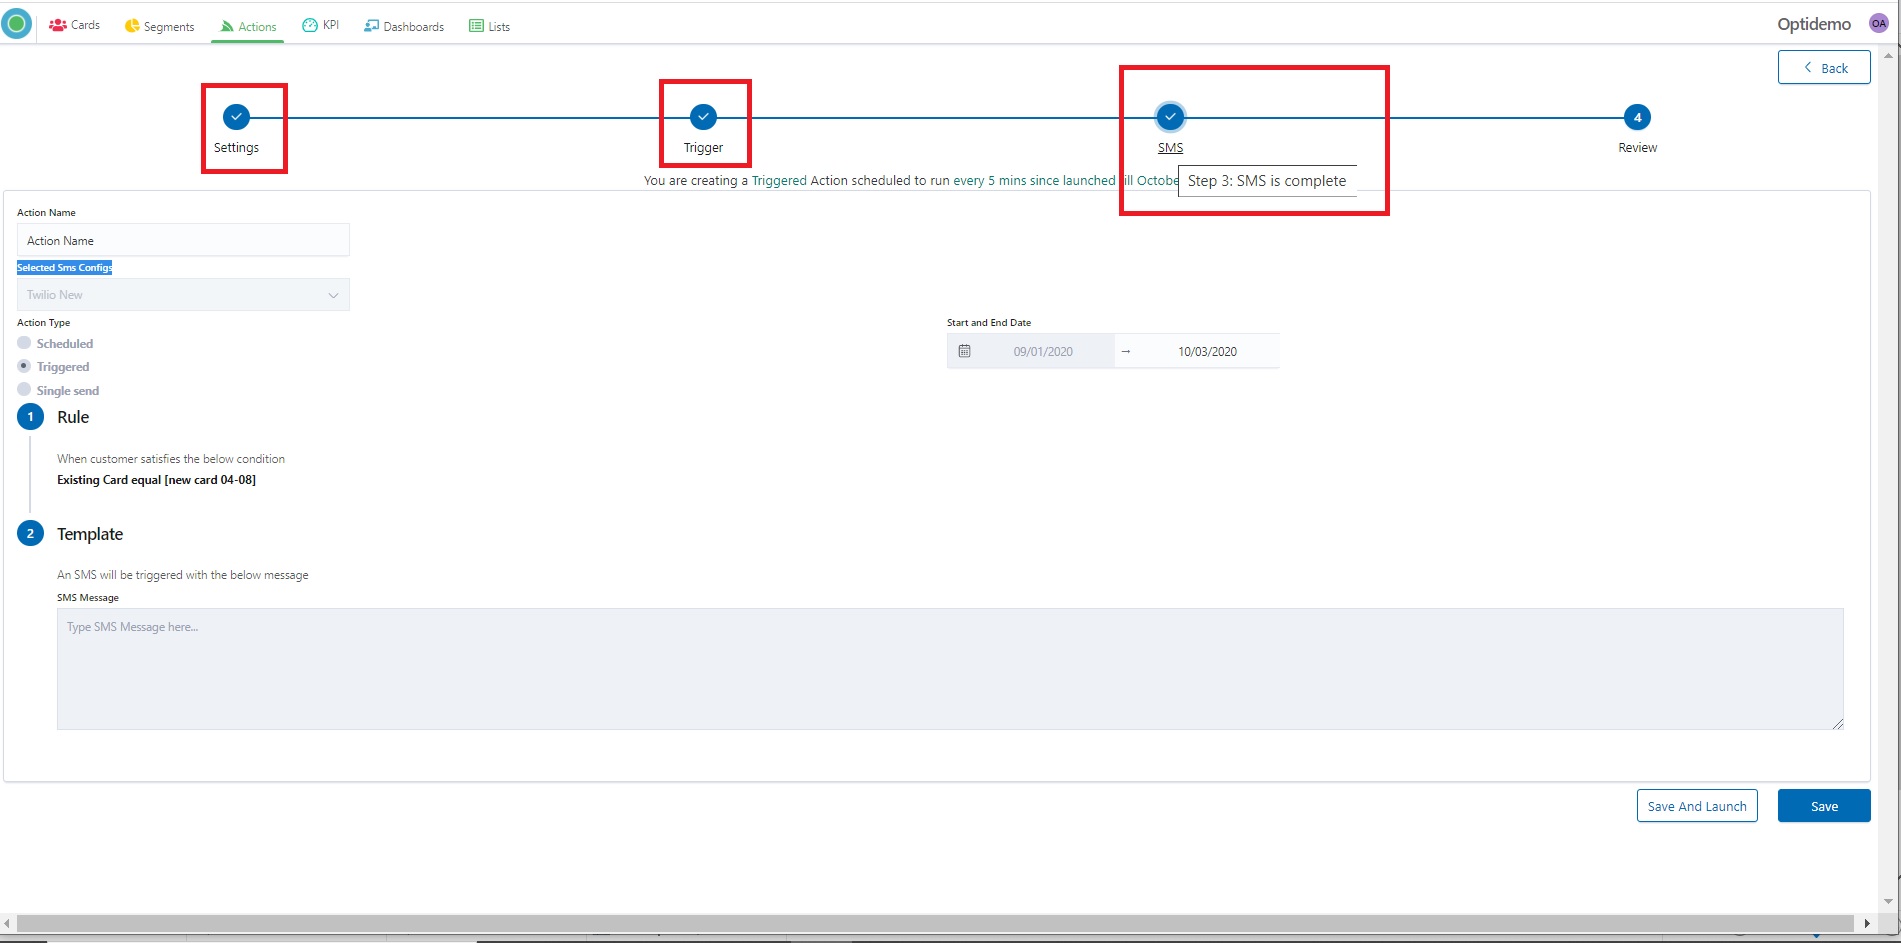 Cards Segments Actions KPI Dashboards Lists Optidemo OA
Back
4
Settings Trigger SMS Review
You are creating a Triggered Action scheduled to run every 5 mins since launched till Octobe
Step 3: SMS is complete
Action Name
Action Name
Selected Sms Configs
Twilio New
Action Type
Scheduled
Triggered
Single send
Start and End Date
09/01/2020 → 10/03/2020
1 Rule
When customer satisfies the below condition
Existing Card equal [new card 04-08]
2 Template
An SMS will be triggered with the below message
SMS Message
Type SMS Message here...
Save And Launch Save